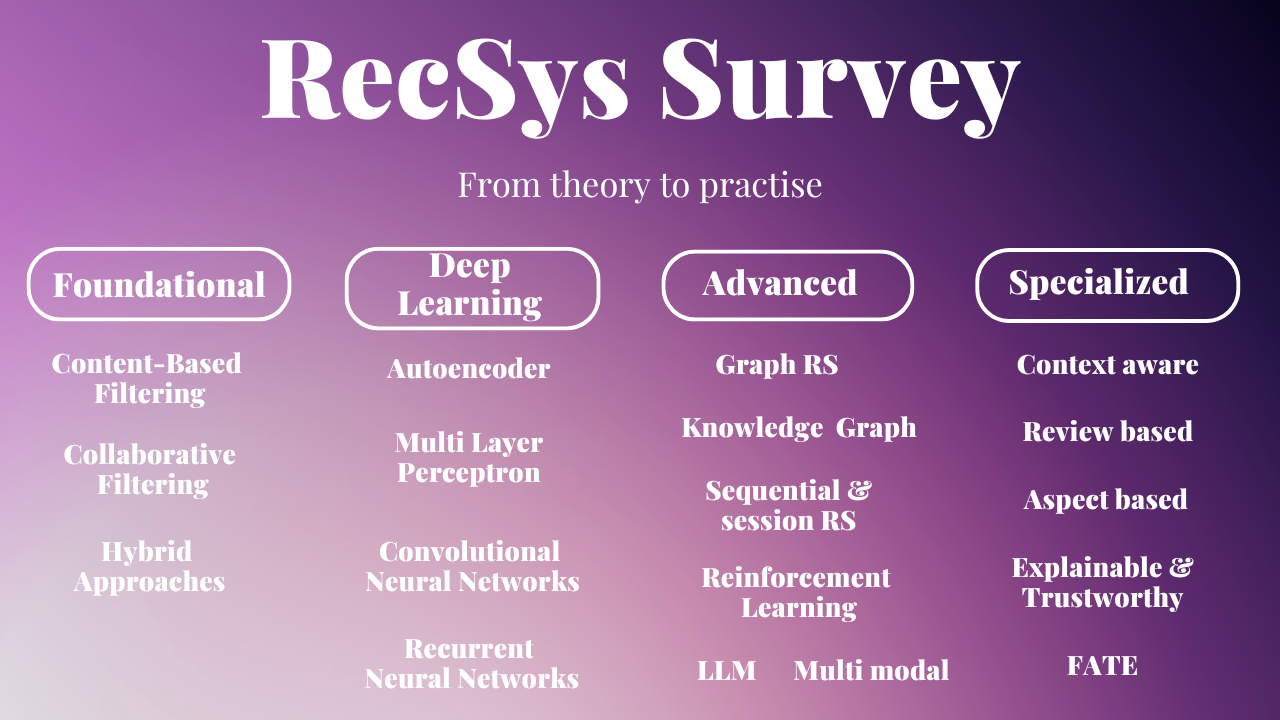 RecSys Survey
From theory to practise
Foundational
Content-Based
Filtering
Collaborative
Filtering
Hybrid
Approaches
Deep
Learning
Autoencoder
Multi Layer
Perceptron
Convolutional
Neural Networks
Recurrent
Neural Networks
Advanced
Graph RS
Knowledge Graph
Sequential &
session RS
Reinforcement
Learning
LLM Multi modal
Specialized
Context aware
Review based
Aspect based
Explainable &
Trustworthy
FATE